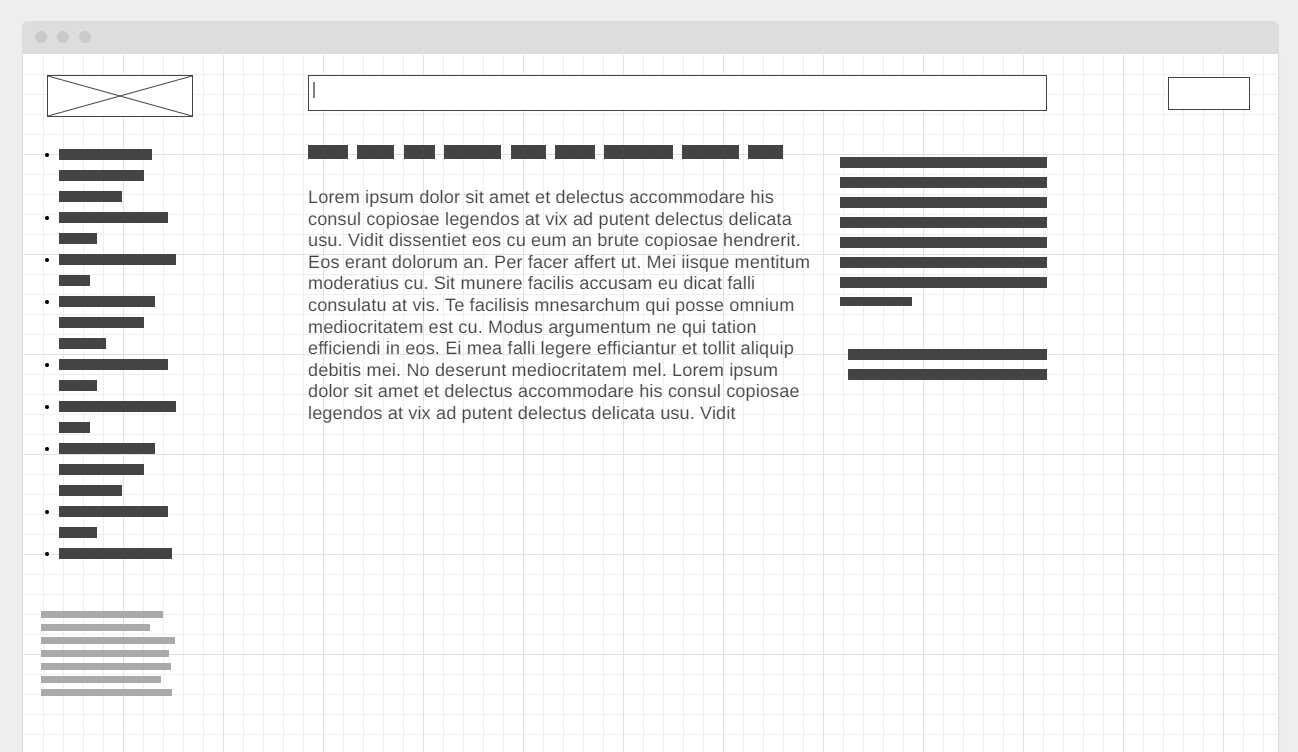 Lorem ipsum dolor sit amet et delectus accommodare his
consul copiosae legendos at vix ad putent delectus delicata
usu. Vidit dissentiet eos cu eum an brute copiosae hendrerit.
Eos erant dolorum an. Per facer affert ut. Mei iisque mentitum
moderatius cu. Sit munere facilis accusam eu dicat falli
consulatu at vis. Te facilisis mnesarchum qui posse omnium
mediocritatem est cu. Modus argumentum ne qui tation
efficiendi in eos. Ei mea falli legere efficiantur et tollit aliquip
debitis mei. No deserunt mediocritatem mel. Lorem ipsum
dolor sit amet et delectus accommodare his consul copiosae
legendos at vix ad putent delectus delicata usu. Vidit